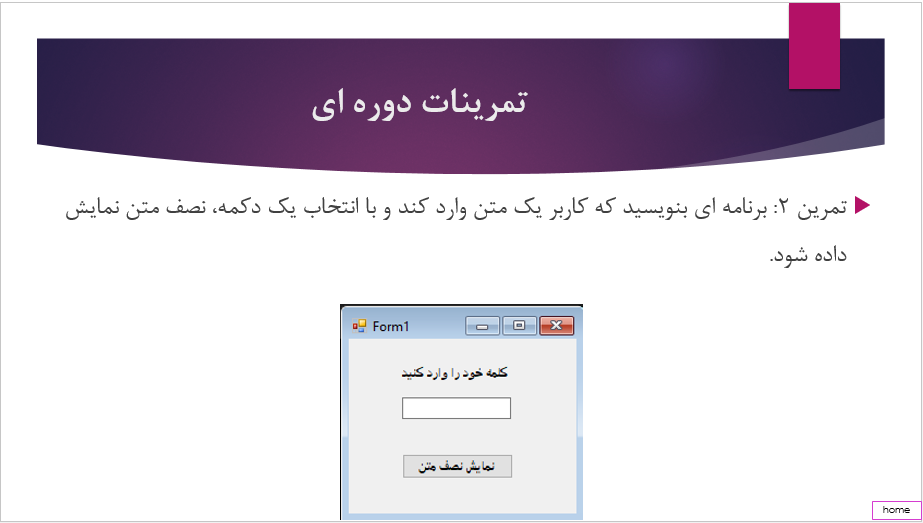 تمرینات دوره ای
تمرین ۲: برنامه ای بنویسید که کاربر یک متن وارد کند و با انتخاب یک دکمه، نصف متن نمایش
داده شود.
Form1
کلمه خود را وارد کنید
نمایش نصف متن
home